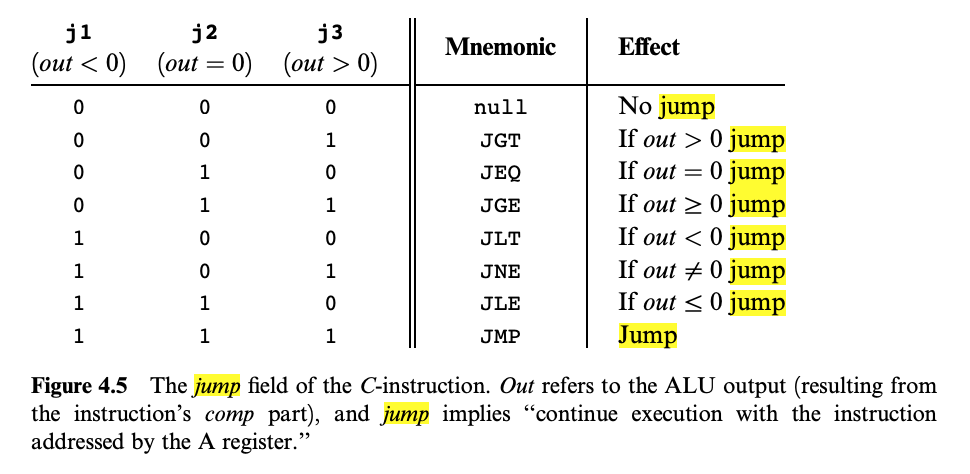 j1 j2 j3 Mnemonic Effect
(out < 0) (out = 0) (out > 0)
0 0 0 null No jump
0 0 1 JGT If out > 0 jump
0 1 0 JEQ If out = 0 jump
0 1 1 JGE If out ≥ 0 jump
1 0 0 JLT If out < 0 jump
1 0 1 JNE If out ≠ 0 jump
1 1 0 JLE If out ≤ 0 jump
1 1 1 JMP Jump
Figure 4.5 The jump field of the C-instruction. Out refers to the ALU output (resulting from
the instruction’s comp part), and jump implies ‘‘continue execution with the instruction
addressed by the A register.’’